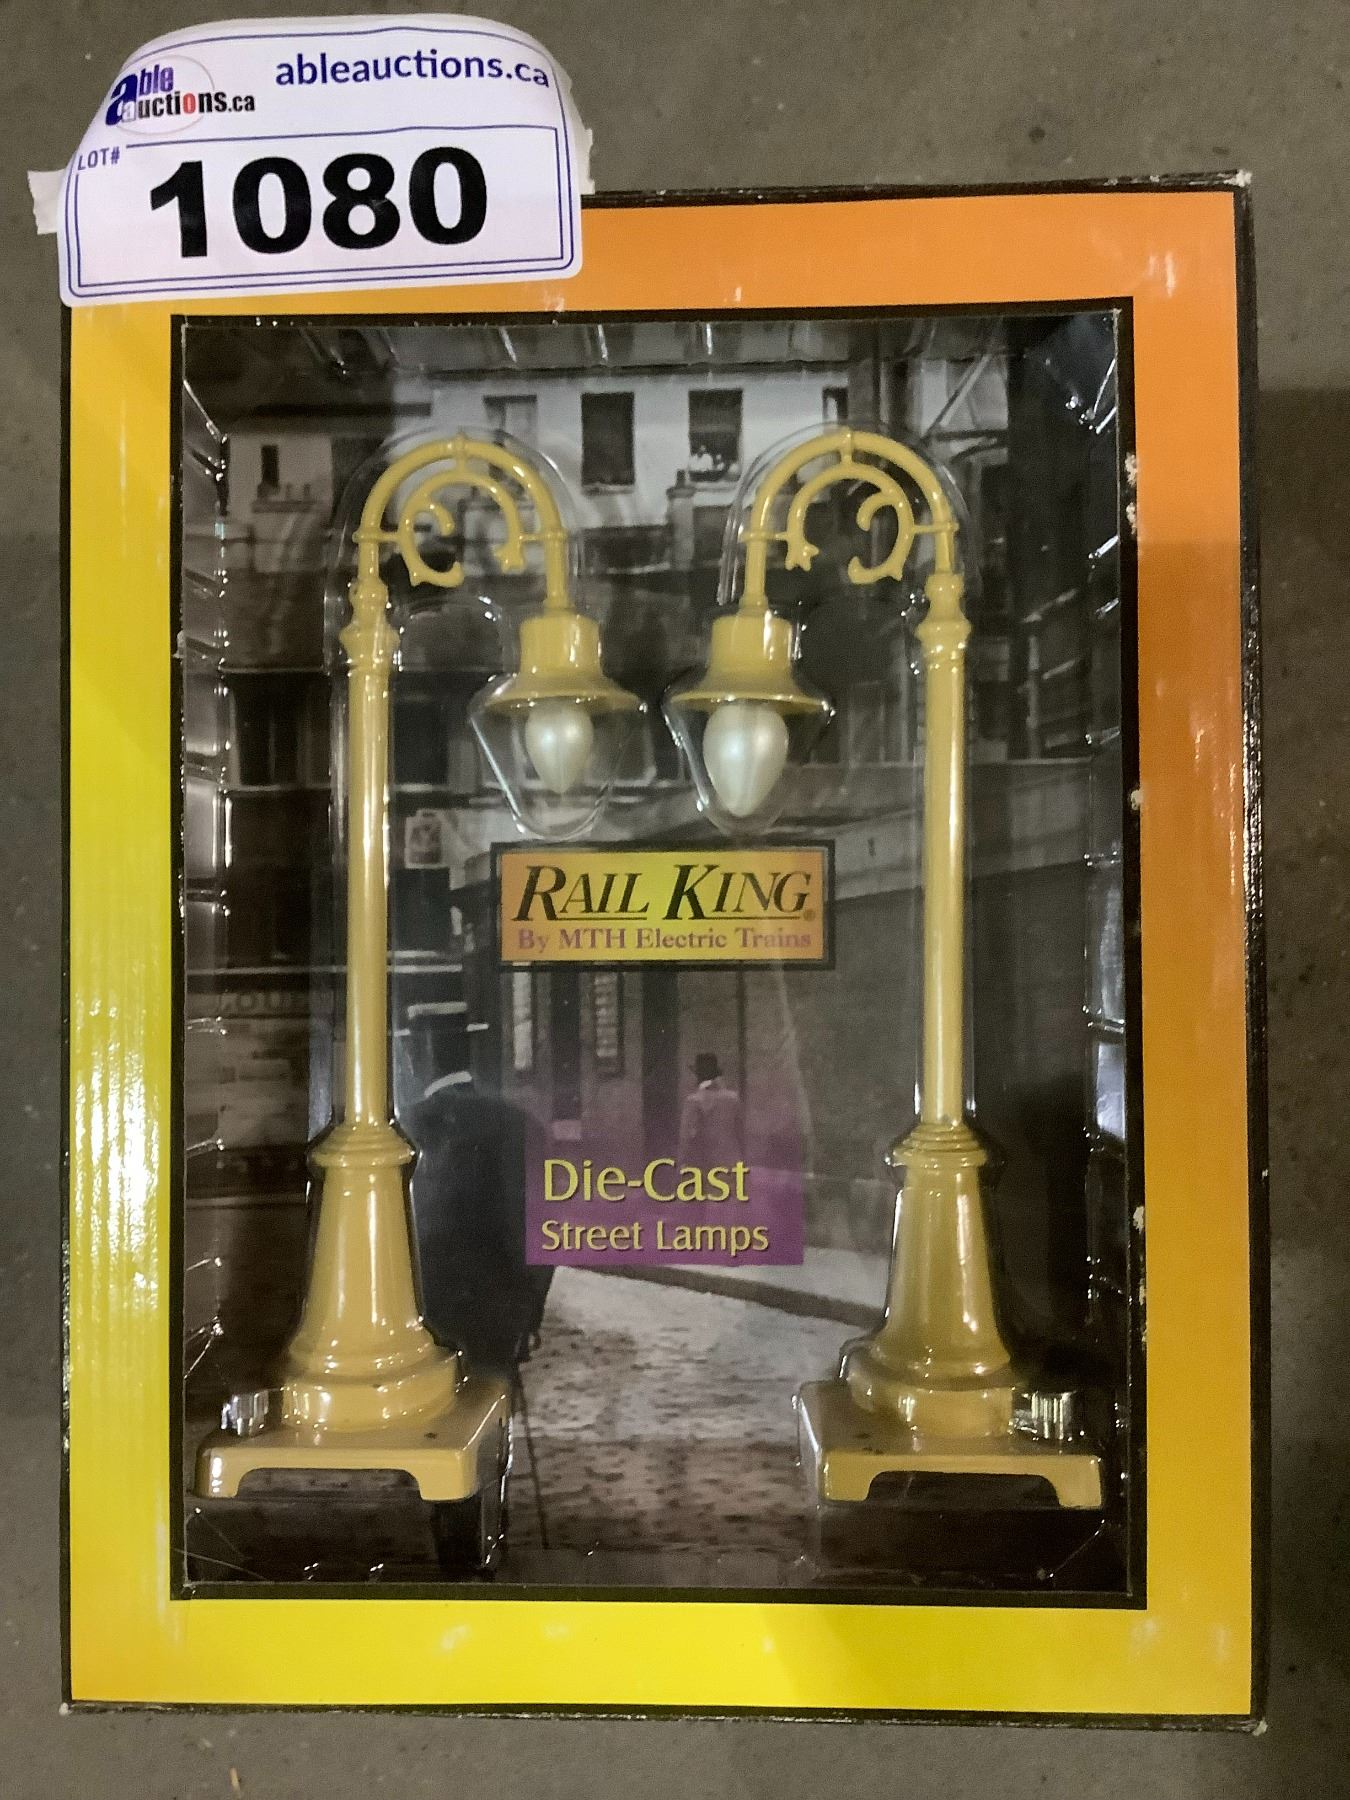 able
auctions.ca
ableauctions.ca
LOT#
1080
RAIL KING®
By MTH Electric Trains
Die-Cast
Street Lamps